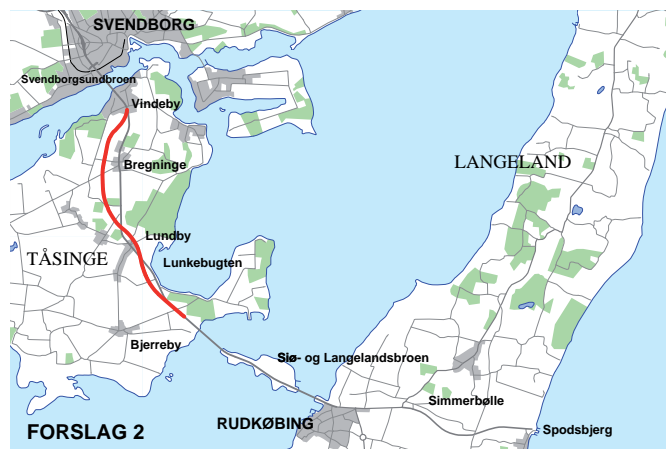 SVENDBORG
Svendborgsundbroen
Vindeby
Bregninge
LANGELAND
Lundby
TÅSINGE
Lunkebugten
Bjerreby
Siø- og Langelandsbroen
Simmerbølle
RUDKØBING
FORSLAG 2
Spodsbjerg